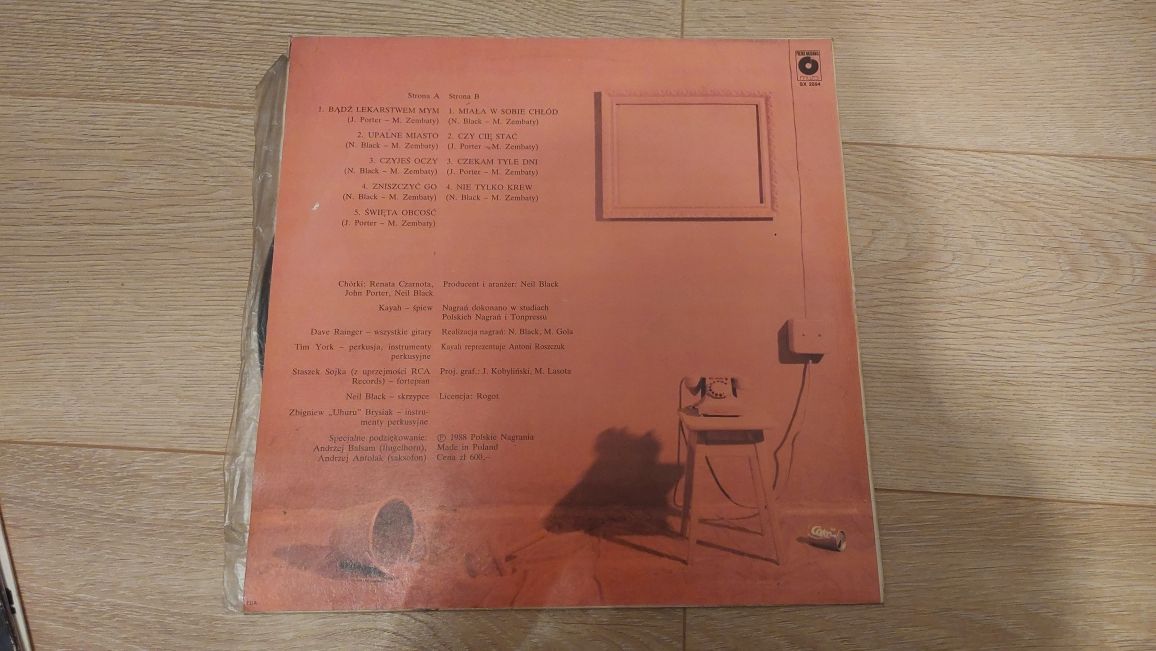 POLSKIE NAGRANIA
SX 2694
Strona A
1. BĄDŹ LEKARSTWEM MYM
(J. Porter – M. Zembaty)
2. UPALNE MIASTO
(N. Black – M. Zembaty)
3. CZYJEŚ OCZY
(N. Black – M. Zembaty)
4. ZNISZCZYĆ GO
(N. Black – M. Zembaty)
5. ŚWIĘTA OBCOŚĆ
(J. Porter – M. Zembaty)
Strona B
1. MIAŁA W SOBIE CHŁÓD
(N. Black – M. Zembaty)
2. CZY CIĘ STAĆ
(J. Porter – M. Zembaty)
3. CZEKAM TYLE DNI
(J. Porter – M. Zembaty)
4. NIE TYLKO KREW
(N. Black – M. Zembaty)
Chórki: Renata Czarnota,
John Porter, Neil Black
Kayah – śpiew
Dave Rainger – wszystkie gitary
Tim York – perkusja, instrumenty
perkusyjne
Staszek Sojka (z uprzejmości RCA
Records) – fortepian
Neil Black – skrzypce
Zbigniew „Uhuru" Brysiak – instru-
menty perkusyjne
Specjalne podziękowanie:
Andrzej Balsam (flugelhorn),
Andrzej Antolak (saksofon)
Producent i aranżer: Neil Black
Nagrań dokonano w studiach
Polskich Nagrań i Tonpressu
Realizacja nagrań: N. Black, M. Gola
Kayah reprezentuje Antoni Roszczuk
Proj. graf.: J. Kobyliński, M. Lasota
Licencja: Rogot
Ⓟ 1988 Polskie Nagrania
Made in Poland
Cena zł 600,–